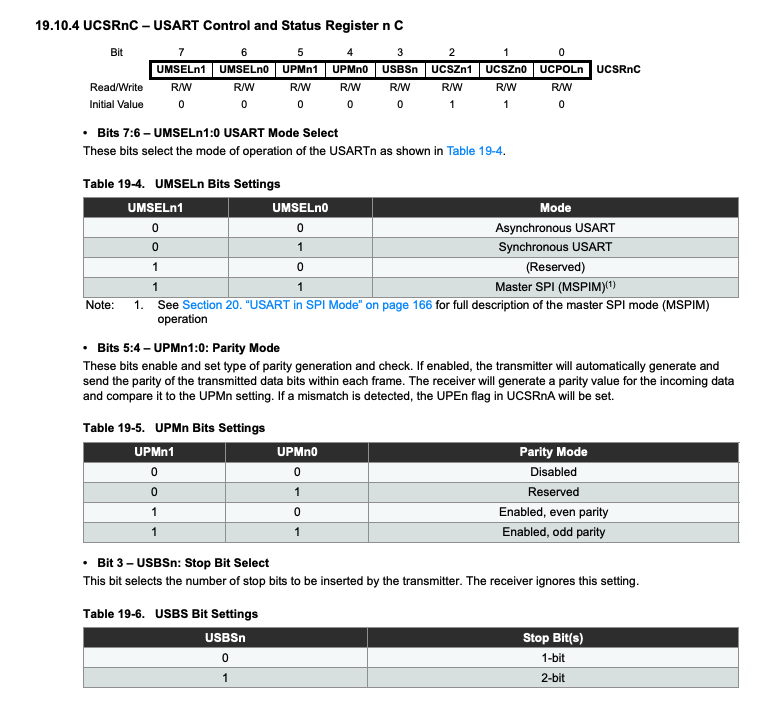 19.10.4 UCSRnC – USART Control and Status Register n C
Bit 7 6 5 4 3 2 1 0
UMSELn1 UMSELn0 UPMn1 UPMn0 USBSn UCSZn1 UCSZn0 UCPOLn UCSRnC
Read/Write R/W R/W R/W R/W R/W R/W R/W R/W
Initial Value 0 0 0 0 0 1 1 0
• Bits 7:6 – UMSELn1:0 USART Mode Select
These bits select the mode of operation of the USARTn as shown in Table 19-4.
Table 19-4. UMSELn Bits Settings
UMSELn1 UMSELn0 Mode
0 0 Asynchronous USART
0 1 Synchronous USART
1 0 (Reserved)
1 1 Master SPI (MSPIM)(1)
Note: 1. See Section 20. “USART in SPI Mode” on page 166 for full description of the master SPI mode (MSPIM)
operation
• Bits 5:4 – UPMn1:0: Parity Mode
These bits enable and set type of parity generation and check. If enabled, the transmitter will automatically generate and
send the parity of the transmitted data bits within each frame. The receiver will generate a parity value for the incoming data
and compare it to the UPMn setting. If a mismatch is detected, the UPEn flag in UCSRnA will be set.
Table 19-5. UPMn Bits Settings
UPMn1 UPMn0 Parity Mode
0 0 Disabled
0 1 Reserved
1 0 Enabled, even parity
1 1 Enabled, odd parity
• Bit 3 – USBSn: Stop Bit Select
This bit selects the number of stop bits to be inserted by the transmitter. The receiver ignores this setting.
Table 19-6. USBS Bit Settings
USBSn Stop Bit(s)
0 1-bit
1 2-bit